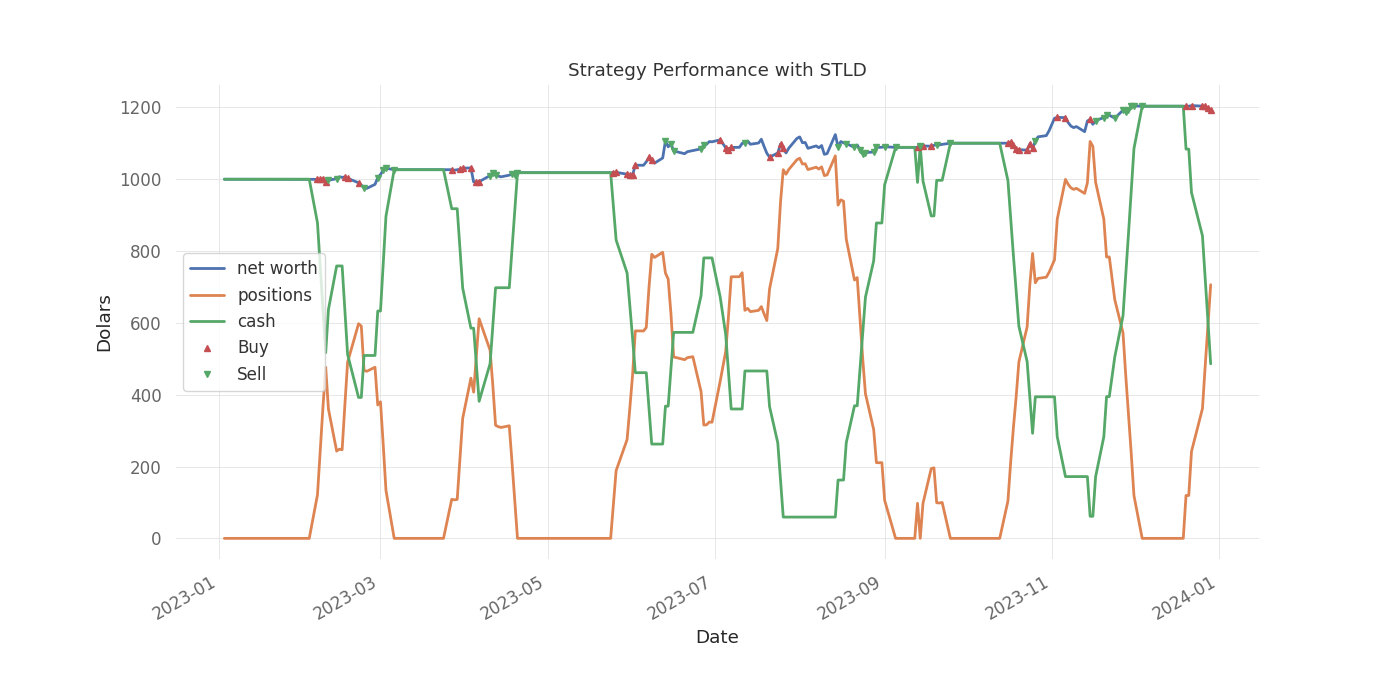 Strategy Performance with STLD
1200
1000
800
600
400
200
0
Dolars
net worth
positions
cash
Buy
Sell
2023-01
2023-03
2023-05
2023-07
2023-09
2023-11
2024-01
Date